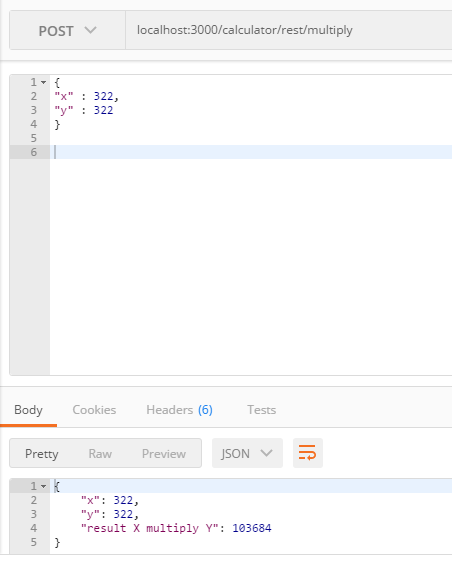 POST localhost:3000/calculator/rest/multiply
1 {
2 "x" : 322,
3 "y" : 322
4 }
5
6
Body Cookies Headers (6) Tests
Pretty Raw Preview JSON
1 {
2 "x": 322,
3 "y": 322,
4 "result X multiply Y": 103684
5 }